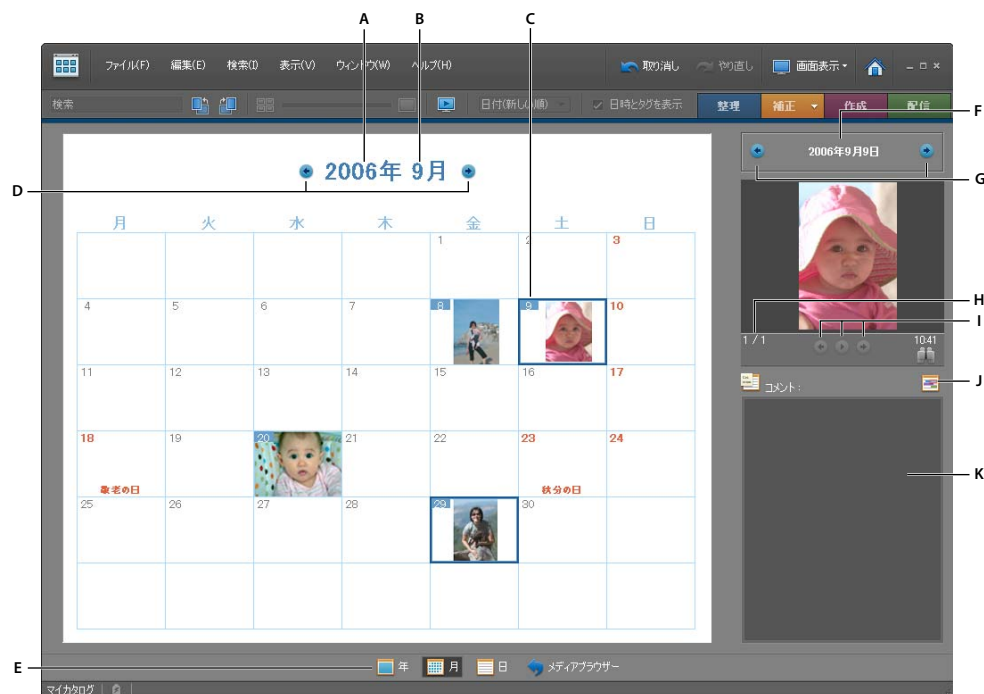 A B C
ファイル(F) 編集(E) 検索(I) 表示(V) ウィンドウ(W) ヘルプ(H) 取り消し やり直し 画面表示
検索 日付(新しい順) 日時とタグを表示 整理 補正 作成 配信
F
2006年9月9日
G
D
2006年 9月
月 火 水 木 金 土 日
1 2 3
4 5 6 7 8 9 10
H
I
1 / 1 10:41
11 12 13 14 15 16 17
コメント :
J
18 19 20 21 22 23 24
K
敬老の日 秋分の日
25 26 27 28 29 30
E
年 月 日 メディアブラウザー
マイカタログ